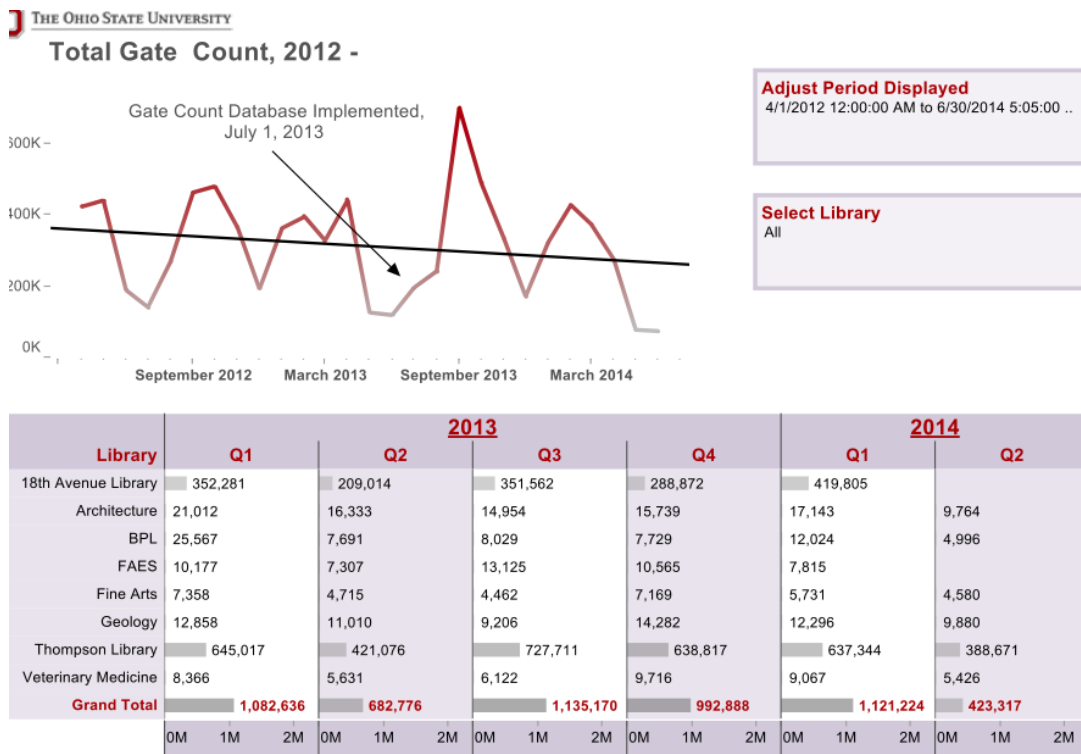 THE OHIO STATE UNIVERSITY
Total Gate Count, 2012 -
Gate Count Database Implemented,
July 1, 2013
400K
200K
0K
September 2012 March 2013 September 2013 March 2014
Adjust Period Displayed
4/1/2012 12:00:00 AM to 6/30/2014 5:05:00 ..
Select Library
All
2013 2014
Library Q1 Q2 Q3 Q4 Q1 Q2
18th Avenue Library 352,281 209,014 351,562 288,872 419,805
Architecture 21,012 16,333 14,954 15,739 17,143 9,764
BPL 25,567 7,691 8,029 7,729 12,024 4,996
FAES 10,177 7,307 13,125 10,565 7,815
Fine Arts 7,358 4,715 4,462 7,169 5,731 4,580
Geology 12,858 11,010 9,206 14,282 12,296 9,880
Thompson Library 645,017 421,076 727,711 638,817 637,344 388,671
Veterinary Medicine 8,366 5,631 6,122 9,716 9,067 5,426
Grand Total 1,082,636 682,776 1,135,170 992,888 1,121,224 423,317
0M 1M 2M 0M 1M 2M 0M 1M 2M 0M 1M 2M 0M 1M 2M 0M 1M 2M